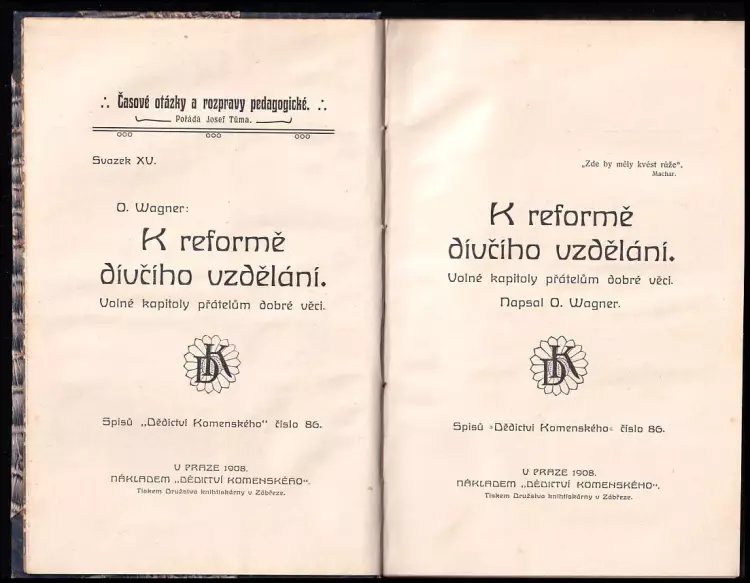 ∴ Časové otázky a rozpravy pedagogické. ∴
Pořádá Josef Tůma.
Svazek XV.
O. Wagner:
K reformě
dívčího vzdělání.
Volné kapitoly přátelům dobré věci.
DK
Spisů „Dědictví Komenského" číslo 86.
V PRAZE 1908.
NÁKLADEM „DĚDICTVÍ KOMENSKÉHO".
Tiskem Družstva knihtiskárny v Zábřeze.
„Zde by měly kvést růže".
Machar.
K reformě
dívčího vzdělání.
Volné kapitoly přátelům dobré věci.
Napsal O. Wagner.
DK
Spisů »Dědictví Komenského« číslo 86.
V PRAZE 1908.
NÁKLADEM „DĚDICTVÍ KOMENSKÉHO".
Tiskem Družstva knihtiskárny v Zábřeze.